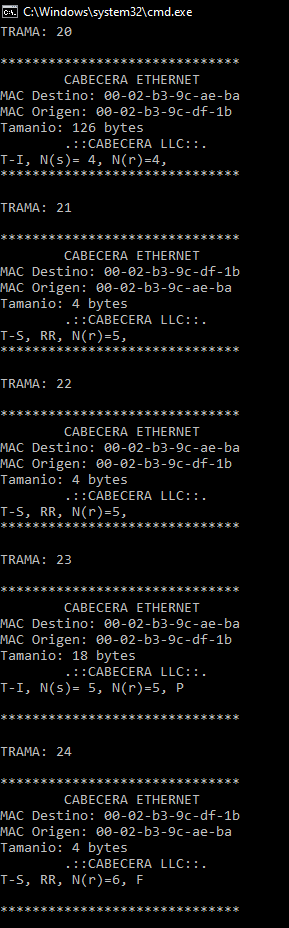 C:\Windows\system32\cmd.exe
TRAMA: 20
******************************
CABECERA ETHERNET
MAC Destino: 00-02-b3-9c-ae-ba
MAC Origen: 00-02-b3-9c-df-1b
Tamanio: 126 bytes
.::CABECERA LLC::.
T-I, N(s)= 4, N(r)=4,
******************************
TRAMA: 21
******************************
CABECERA ETHERNET
MAC Destino: 00-02-b3-9c-df-1b
MAC Origen: 00-02-b3-9c-ae-ba
Tamanio: 4 bytes
.::CABECERA LLC::.
T-S, RR, N(r)=5,
******************************
TRAMA: 22
******************************
CABECERA ETHERNET
MAC Destino: 00-02-b3-9c-ae-ba
MAC Origen: 00-02-b3-9c-df-1b
Tamanio: 4 bytes
.::CABECERA LLC::.
T-S, RR, N(r)=5,
******************************
TRAMA: 23
******************************
CABECERA ETHERNET
MAC Destino: 00-02-b3-9c-ae-ba
MAC Origen: 00-02-b3-9c-df-1b
Tamanio: 18 bytes
.::CABECERA LLC::.
T-I, N(s)= 5, N(r)=5, P
******************************
TRAMA: 24
******************************
CABECERA ETHERNET
MAC Destino: 00-02-b3-9c-df-1b
MAC Origen: 00-02-b3-9c-ae-ba
Tamanio: 4 bytes
.::CABECERA LLC::.
T-S, RR, N(r)=6, F
******************************